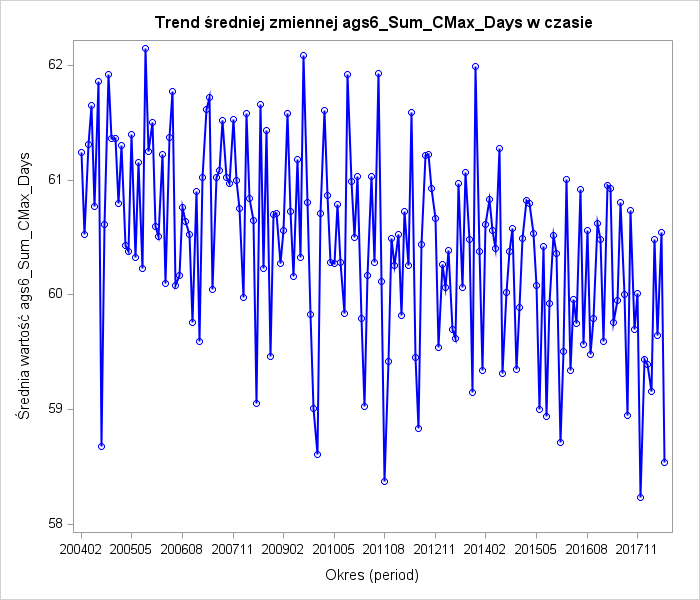 Trend średniej zmiennej ags6_Sum_CMax_Days w czasie
Średnia wartość ags6_Sum_CMax_Days
62
61
60
59
58
200402 200505 200608 200711 200902 201005 201108 201211 201402 201505 201608 201711
Okres (period)